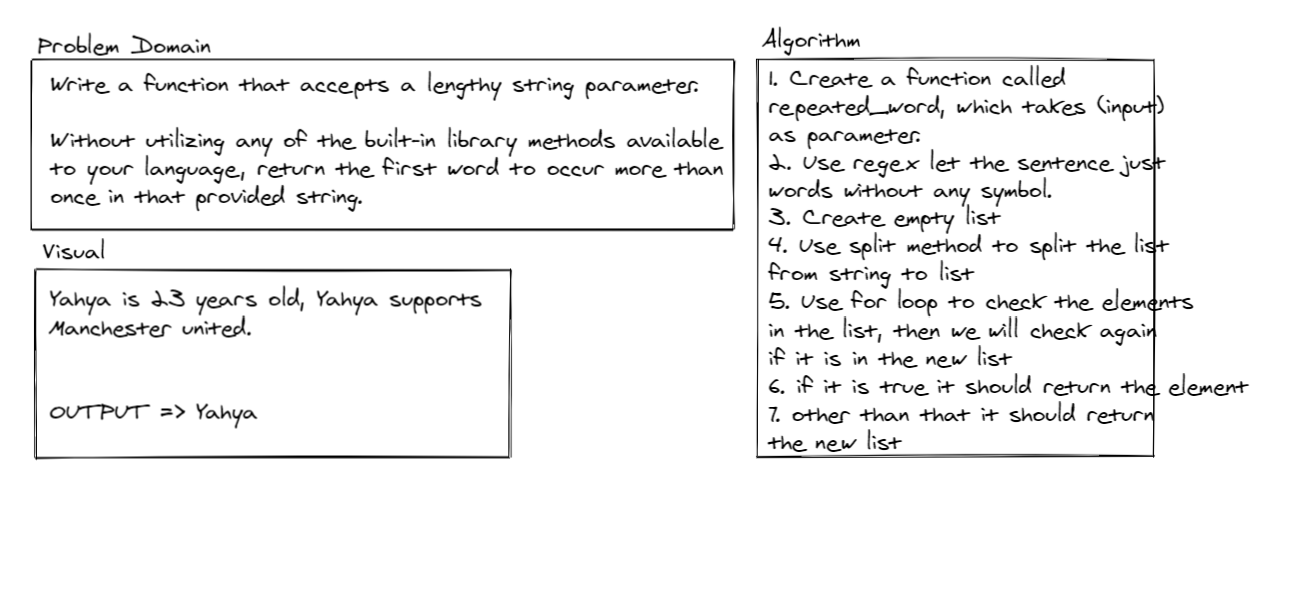 Problem Domain
Write a function that accepts a lengthy string parameter.
Without utilizing any of the built-in library methods available
to your language, return the first word to occur more than
once in that provided string.
Visual
Yahya is 23 years old, Yahya supports
Manchester united.
OUTPUT => Yahya
Algorithm
1. Create a function called
repeated_word, which takes (input)
as parameter.
2. Use regex let the sentence just
words without any symbol.
3. Create empty list
4. Use split method to split the list
from string to list
5. Use for loop to check the elements
in the list, then we will check again
if it is in the new list
6. if it is true it should return the element
7. other than that it should return
the new list